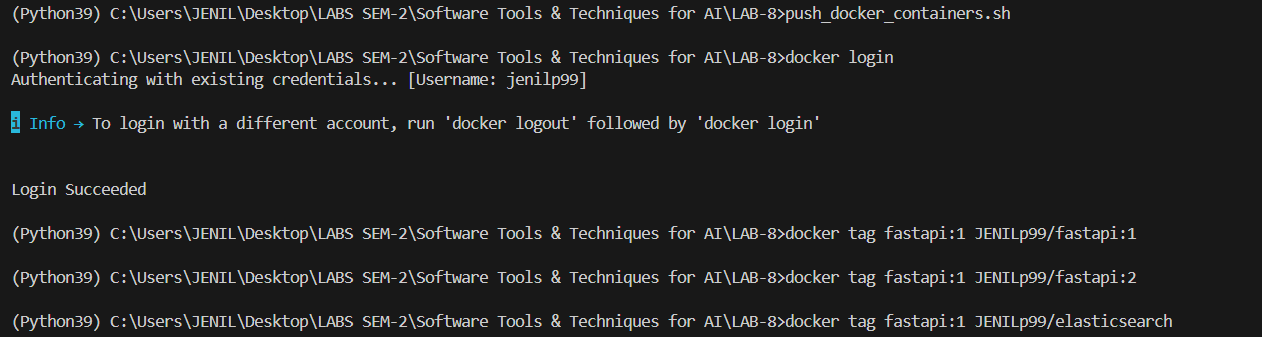 (Python39) C:\Users\JENIL\Desktop\LABS SEM-2\Software Tools & Techniques for AI\LAB-8>push_docker_containers.sh
(Python39) C:\Users\JENIL\Desktop\LABS SEM-2\Software Tools & Techniques for AI\LAB-8>docker login
Authenticating with existing credentials... [Username: jenilp99]
i Info → To login with a different account, run 'docker logout' followed by 'docker login'
Login Succeeded
(Python39) C:\Users\JENIL\Desktop\LABS SEM-2\Software Tools & Techniques for AI\LAB-8>docker tag fastapi:1 JENILp99/fastapi:1
(Python39) C:\Users\JENIL\Desktop\LABS SEM-2\Software Tools & Techniques for AI\LAB-8>docker tag fastapi:1 JENILp99/fastapi:2
(Python39) C:\Users\JENIL\Desktop\LABS SEM-2\Software Tools & Techniques for AI\LAB-8>docker tag fastapi:1 JENILp99/elasticsearch